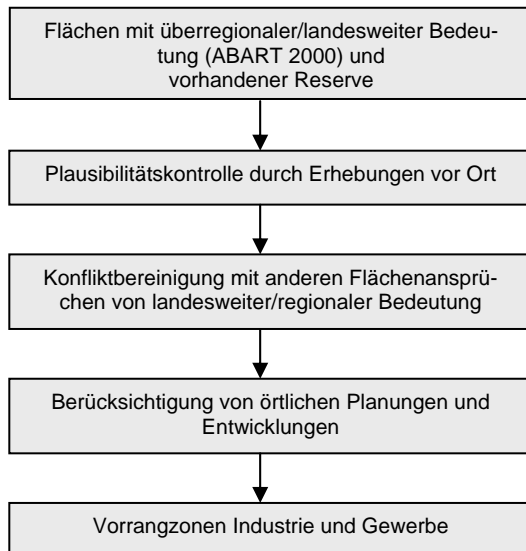 Flächen mit überregionaler/landesweiter Bedeu-
tung (ABART 2000) und
vorhandener Reserve
Plausibilitätskontrolle durch Erhebungen vor Ort
Konfliktbereinigung mit anderen Flächenansprü-
chen von landesweiter/regionaler Bedeutung
Berücksichtigung von örtlichen Planungen und
Entwicklungen
Vorrangzonen Industrie und Gewerbe